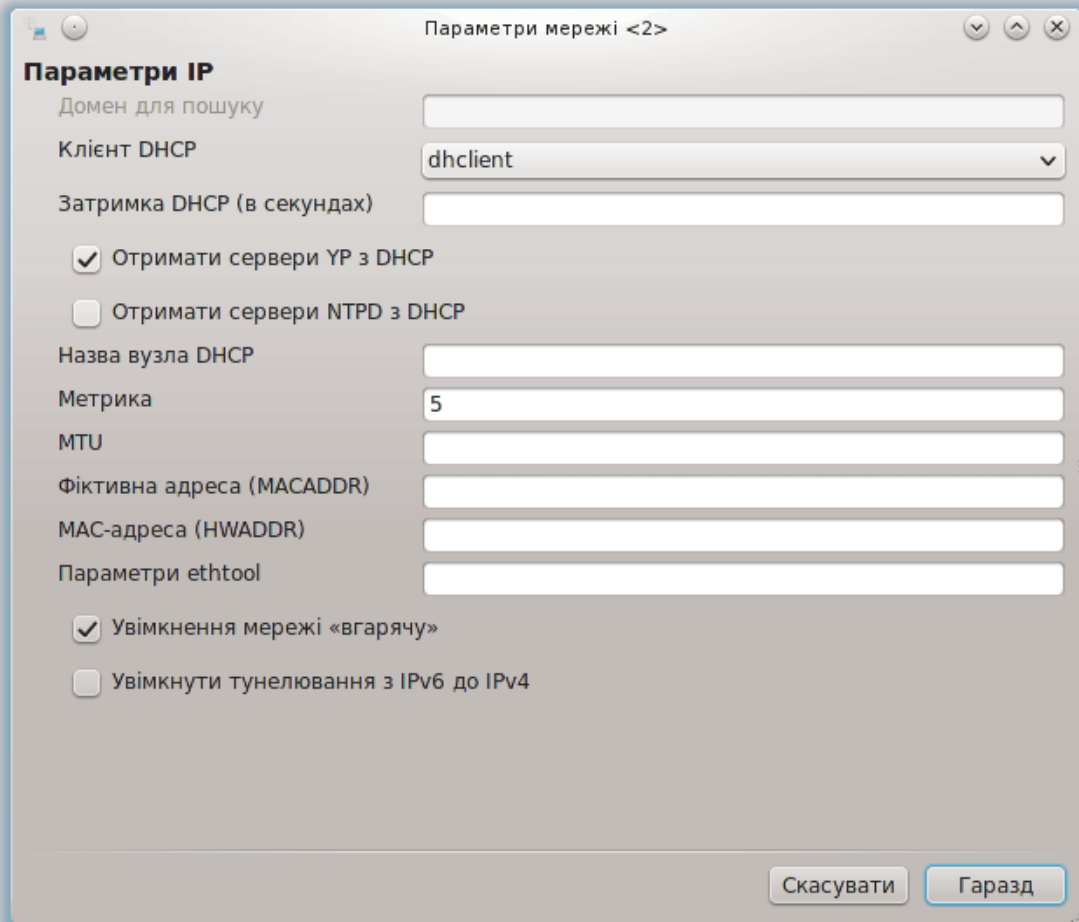 Параметри мережі <2>
Параметри IP
Домен для пошуку
Клієнт DHCP
dhclient
Затримка DHCP (в секундах)
Отримати сервери YP з DHCP
Отримати сервери NTPD з DHCP
Назва вузла DHCP
Метрика
5
MTU
Фіктивна адреса (MACADDR)
MAC-адреса (HWADDR)
Параметри ethtool
Увімкнення мережі «вгарячу»
Увімкнути тунелювання з IPv6 до IPv4
Скасувати
Гаразд